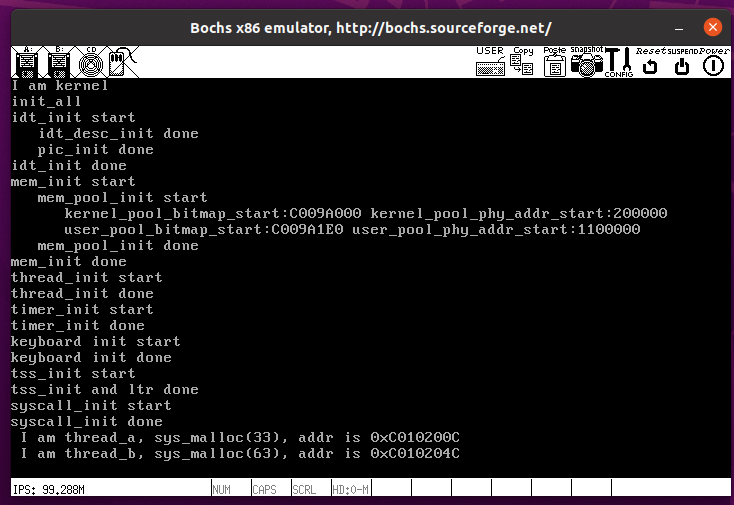 Bochs x86 emulator, http://bochs.sourceforge.net/
A: B: CD USER Copy Paste Snapshot CONFIG Reset SUSPEND Power
I am kernel
init_all
idt_init start
idt_desc_init done
pic_init done
idt_init done
mem_init start
mem_pool_init start
kernel_pool_bitmap_start:C009A000 kernel_pool_phy_addr_start:200000
user_pool_bitmap_start:C009A1E0 user_pool_phy_addr_start:1100000
mem_pool_init done
mem_init done
thread_init start
thread_init done
timer_init start
timer_init done
keyboard init start
keyboard init done
tss_init start
tss_init and ltr done
syscall_init start
syscall_init done
I am thread_a, sys_malloc(33), addr is 0xC010200C
I am thread_b, sys_malloc(63), addr is 0xC010204C
IPS: 99.288M NUM CAPS SCRL HD:0-M